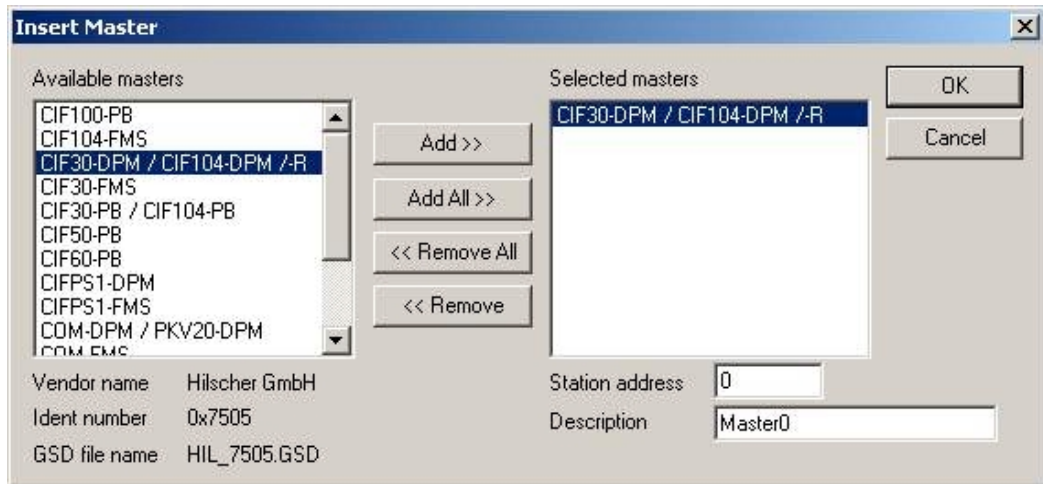 Insert Master
Available masters
CIF100-PB
CIF104-FMS
CIF30-DPM / CIF104-DPM /-R
CIF30-FMS
CIF30-PB / CIF104-PB
CIF50-PB
CIF60-PB
CIFPS1-DPM
CIFPS1-FMS
COM-DPM / PKV20-DPM
COM-FMS
Add >>
Add All >>
<< Remove All
<< Remove
Selected masters
CIF30-DPM / CIF104-DPM /-R
OK
Cancel
Vendor name Hilscher GmbH
Ident number 0x7505
GSD file name HIL_7505.GSD
Station address 0
Description Master0